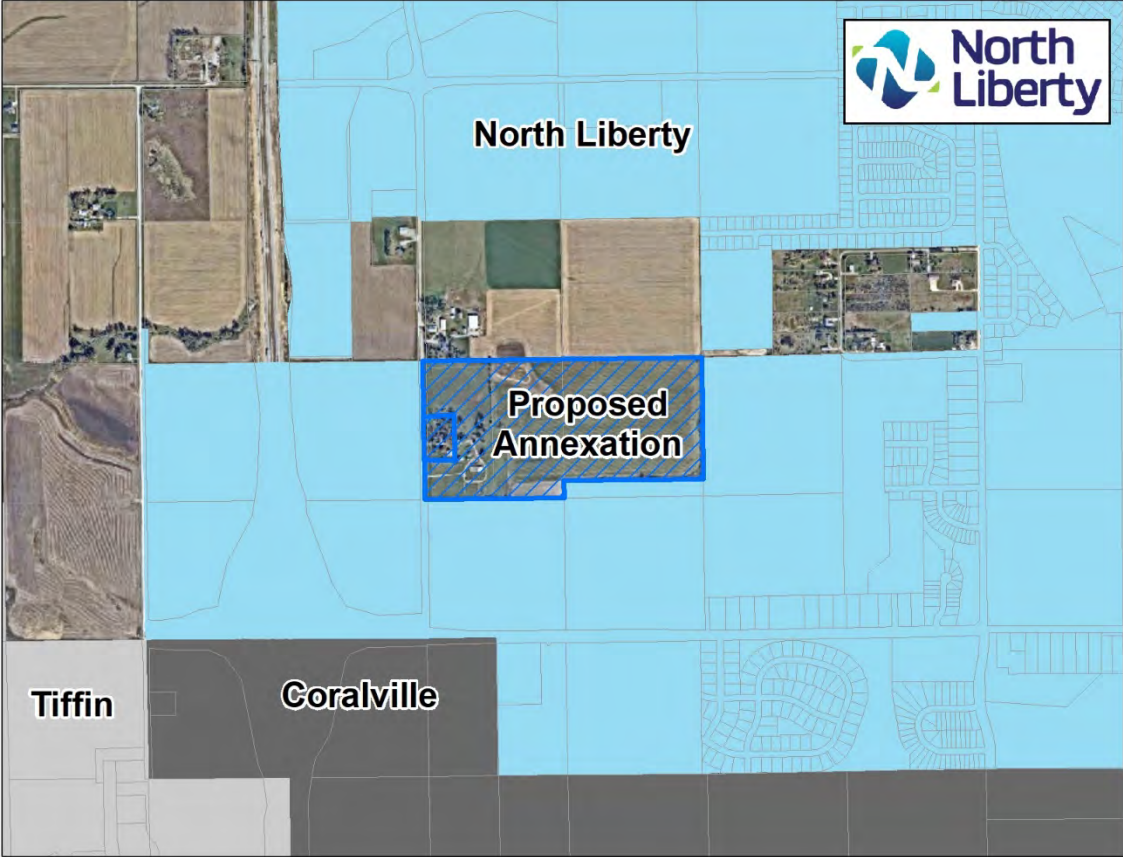 North
Liberty
North Liberty
Proposed
Annexation
Tiffin
Coralville